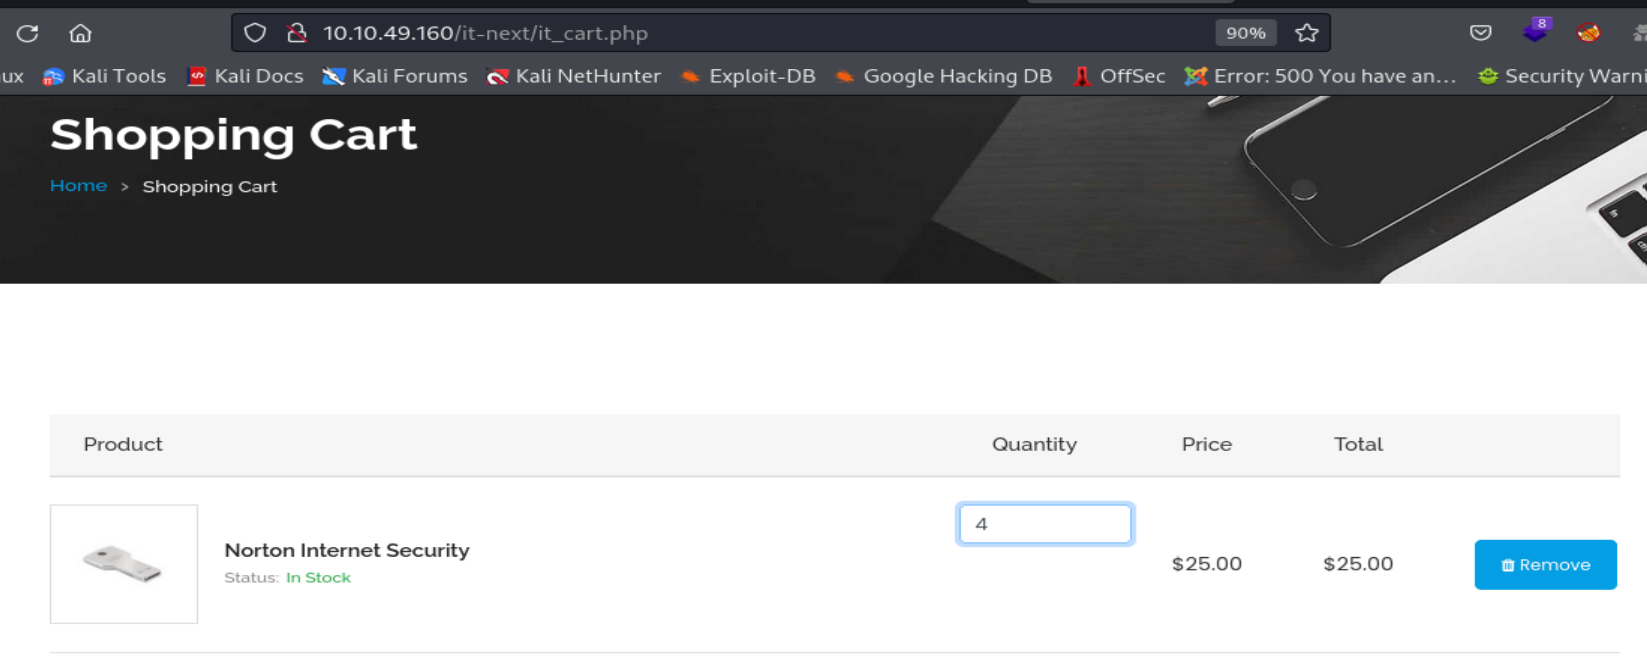 10.10.49.160/it-next/it_cart.php 90% 8
ux Kali Tools Kali Docs Kali Forums Kali NetHunter Exploit-DB Google Hacking DB OffSec Error: 500 You have an... Security Warni
Shopping Cart
Home > Shopping Cart
Product Quantity Price Total
4
Norton Internet Security
Status: In Stock
$25.00 $25.00 Remove